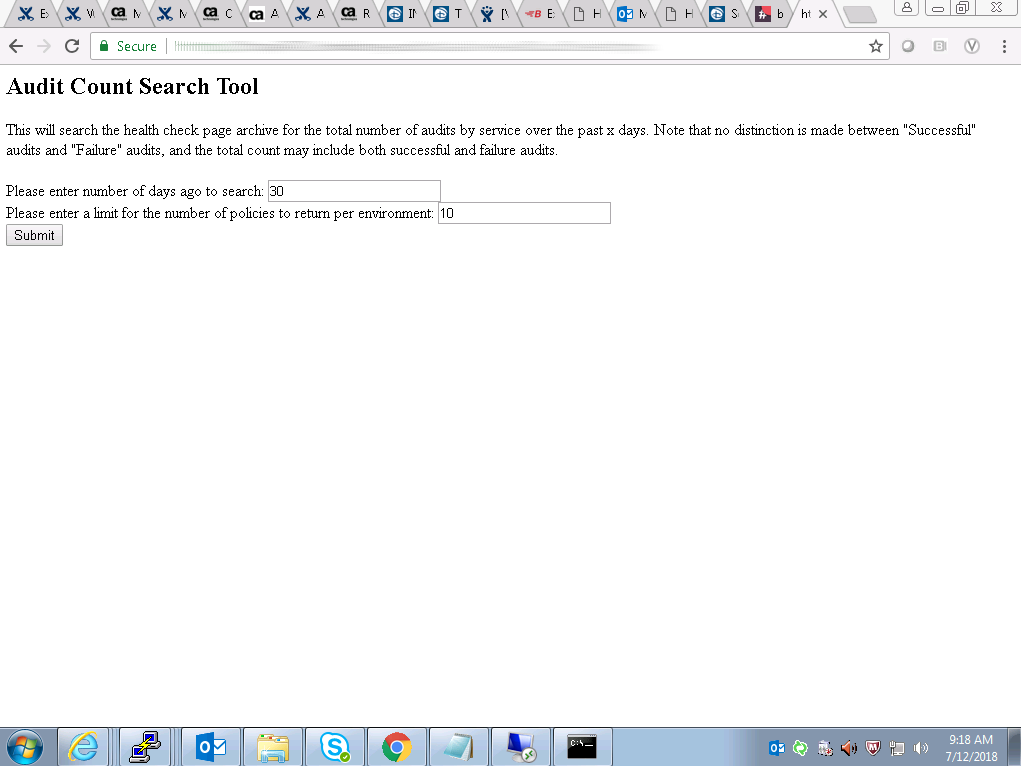 Ex
V
ca
M
M
ca
C
ca
A
A
ca
R
IN
T
[V
B
Ex
H
M
H
S
#
b
ht
Secure
Audit Count Search Tool
This will search the health check page archive for the total number of audits by service over the past x days. Note that no distinction is made between "Successful"
audits and "Failure" audits, and the total count may include both successful and failure audits.
Please enter number of days ago to search: 30
Please enter a limit for the number of policies to return per environment: 10
Submit
9:18 AM
7/12/2018